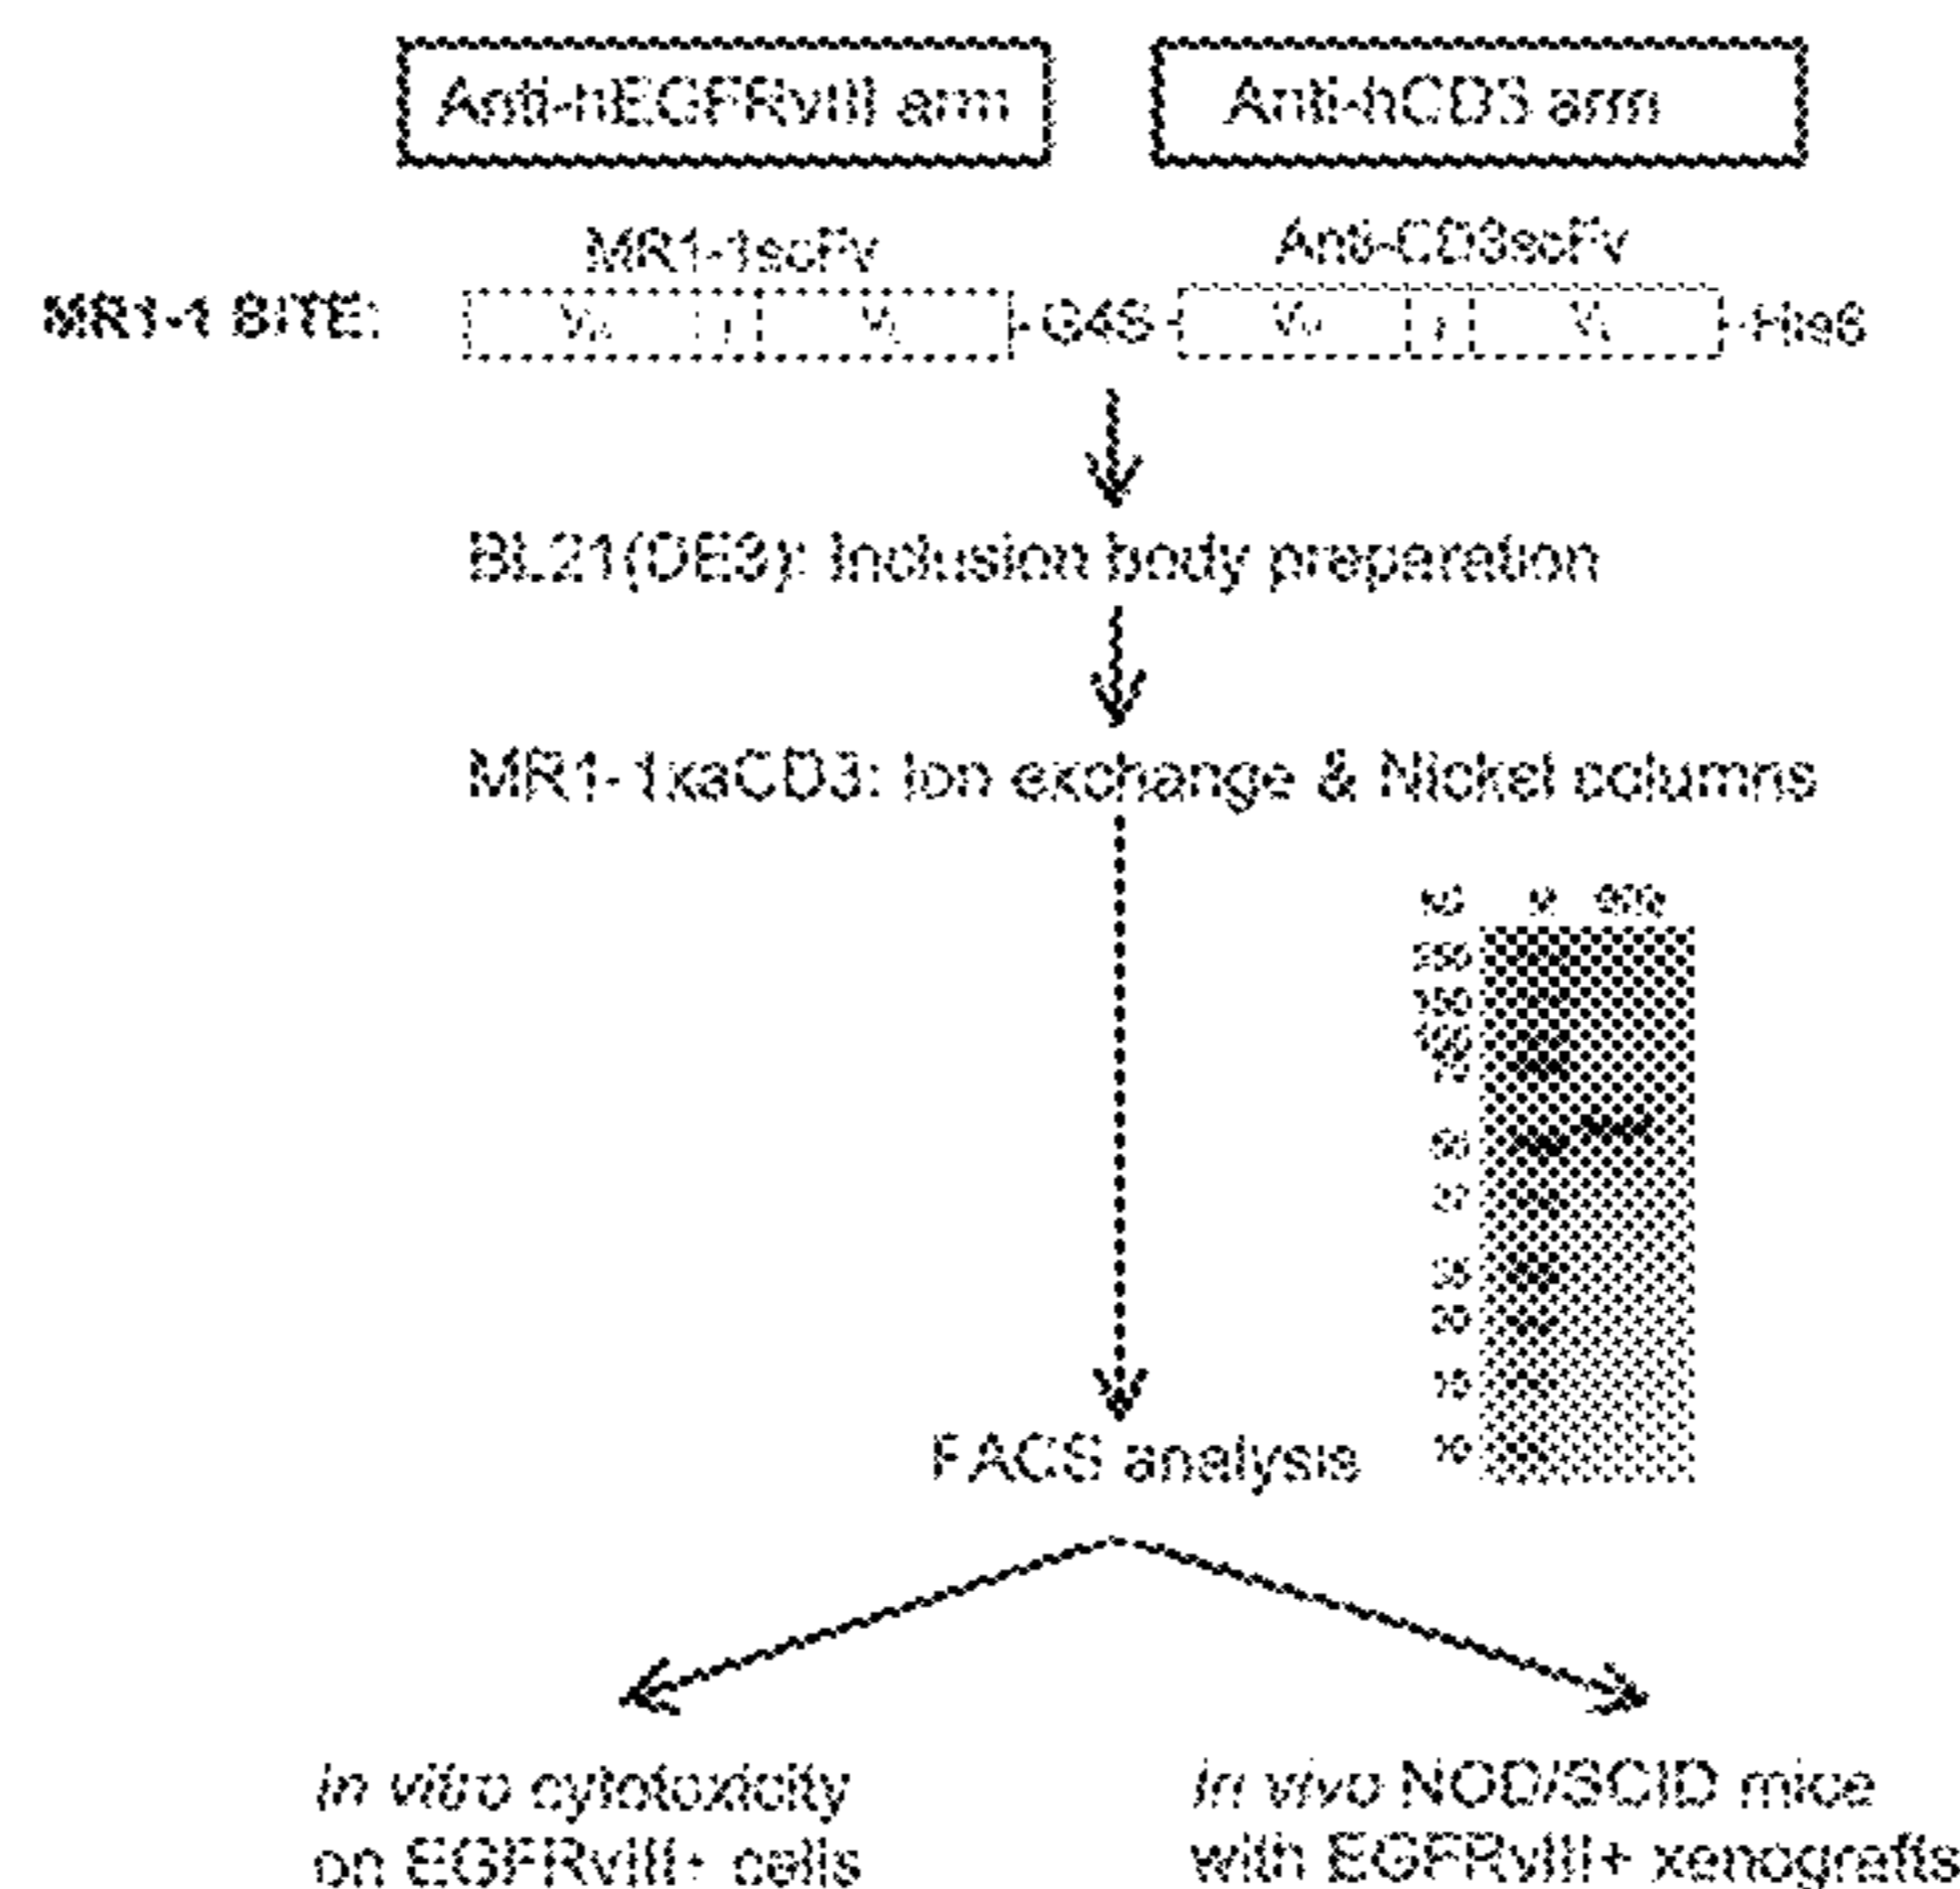 Anti-hEGFRvIII arm
Anti-hCD3 arm
MR1-1scFv
Anti-CD3scFv
MR1-1 BITE:
-G4S-
-His6
BL21(DE3): Inclusion body preparation
MR1-1xaCD3: Ion exchange & Nickel columns
250
150
100
75
50
37
25
20
15
10
FACS analysis
In vitro cytotoxicity
on EGFRvIII+ cells
In vivo NOD/SCID mice
with EGFRvIII+ xenografts